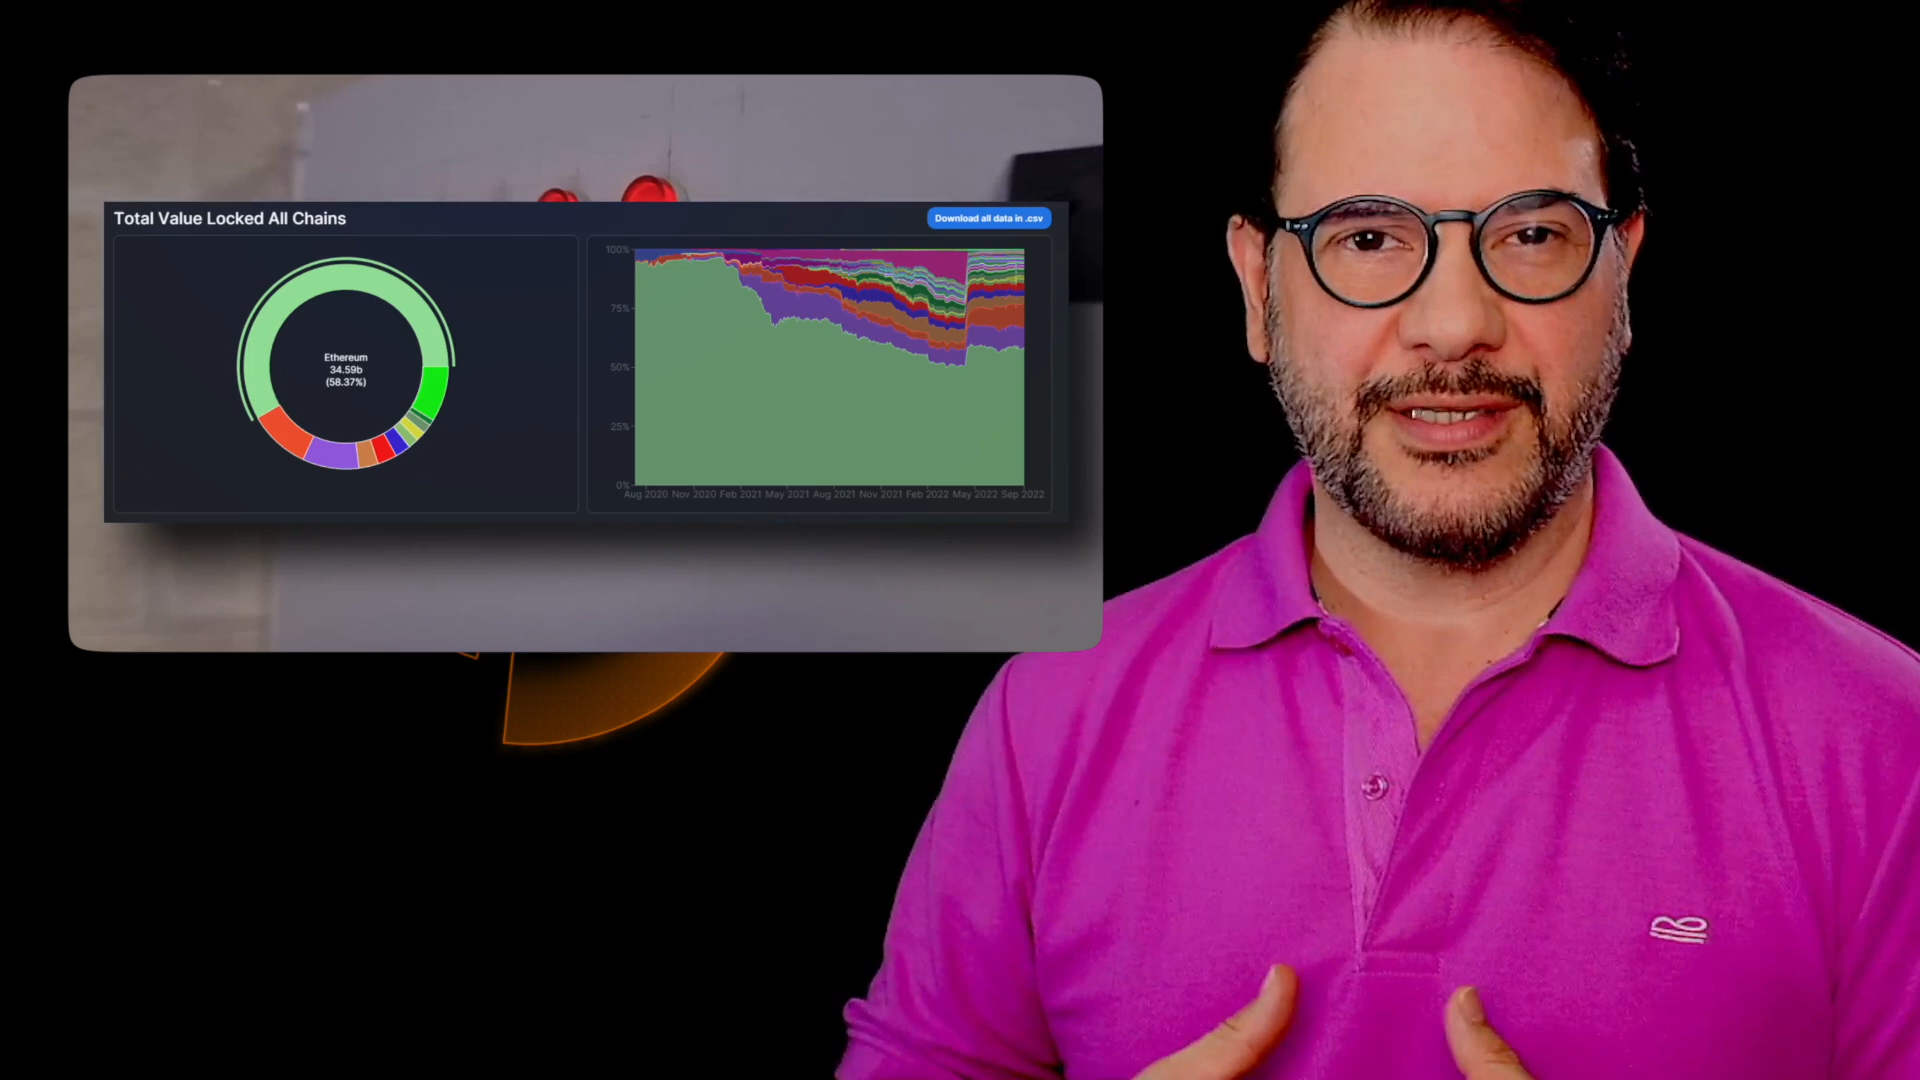 Total Value Locked All Chains
Download all data in .csv
Ethereum
34.59b
(58.37%)
100%
75%
50%
25%
0%
Aug 2020 Nov 2020 Feb 2021 May 2021 Aug 2021 Nov 2021 Feb 2022 May 2022 Sep 2022